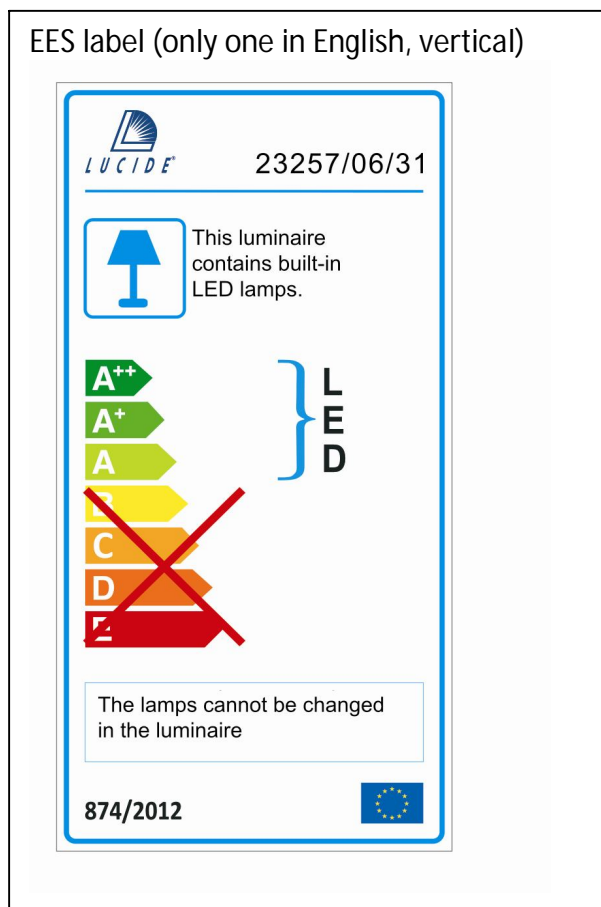 EES label (only one in English, vertical)
LUCIDE®
23257/06/31
This luminaire
contains built-in
LED lamps.
A++
A+
A
B
C
D
E
L
E
D
The lamps cannot be changed
in the luminaire
874/2012